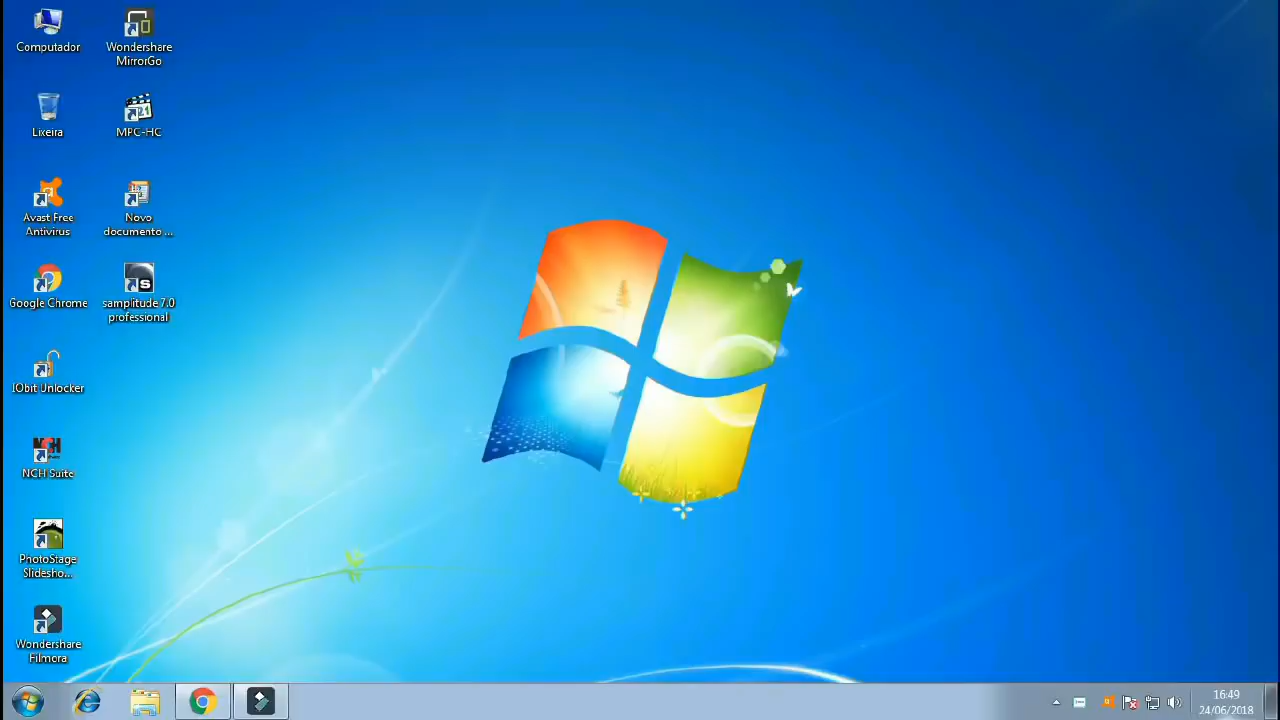 Computador
Wondershare
MirrorGo
Lixeira
MPC-HC
Avast Free
Antivirus
Novo
documento ...
Google Chrome
samplitude 7.0
professional
IObit Unlocker
NCH Suite
PhotoStage
Slidesho...
Wondershare
Filmora
16:49
24/06/2018